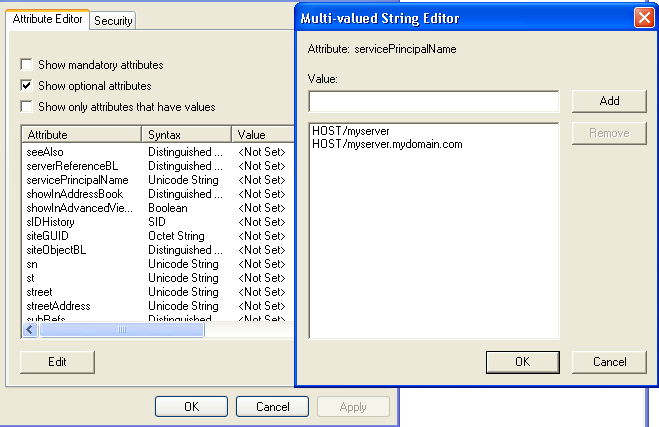 Attribute Editor Security
Show mandatory attributes
Show optional attributes
Show only attributes that have values
Attribute Syntax Value
seeAlso Distinguished ... <Not Set>
serverReferenceBL Distinguished ... <Not Set>
servicePrincipalName Unicode String <Not Set>
showInAddressBook Distinguished ... <Not Set>
showInAdvancedVie... Boolean <Not Set>
sIDHistory SID <Not Set>
siteGUID Octet String <Not Set>
siteObjectBL Distinguished ... <Not Set>
sn Unicode String <Not Set>
st Unicode String <Not Set>
street Unicode String <Not Set>
streetAddress Unicode String <Not Set>
subRefs Distinguished <Not Set>
Edit
OK Cancel Apply
Multi-valued String Editor
Attribute: servicePrincipalName
Value:
Add
HOST/myserver
HOST/myserver.mydomain.com
Remove
OK Cancel